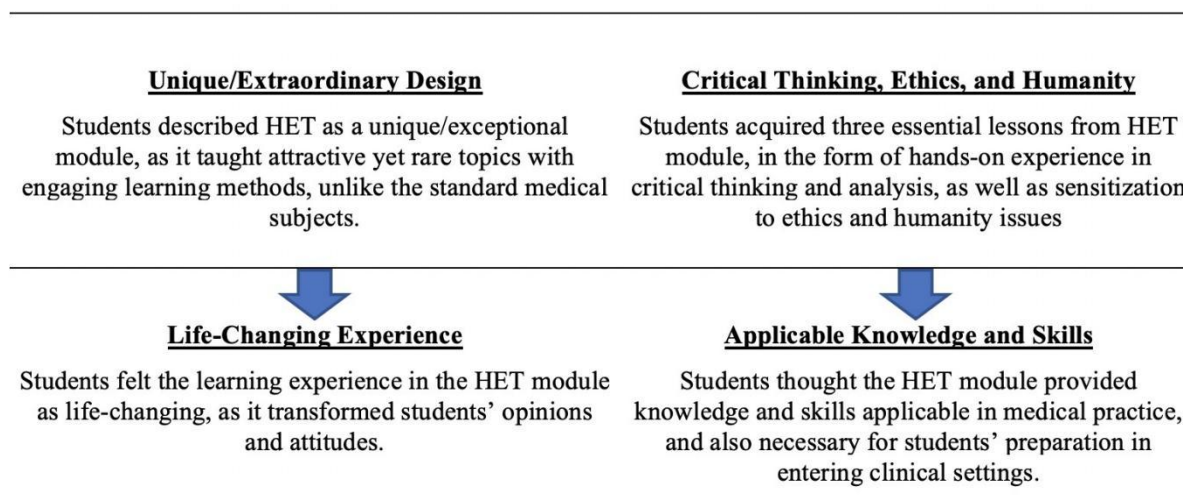 Unique/Extraordinary Design
Students described HET as a unique/exceptional
module, as it taught attractive yet rare topics with
engaging learning methods, unlike the standard medical
subjects.
Critical Thinking, Ethics, and Humanity
Students acquired three essential lessons from HET
module, in the form of hands-on experience in
critical thinking and analysis, as well as sensitization
to ethics and humanity issues
Life-Changing Experience
Students felt the learning experience in the HET module
as life-changing, as it transformed students’ opinions
and attitudes.
Applicable Knowledge and Skills
Students thought the HET module provided
knowledge and skills applicable in medical practice,
and also necessary for students’ preparation in
entering clinical settings.